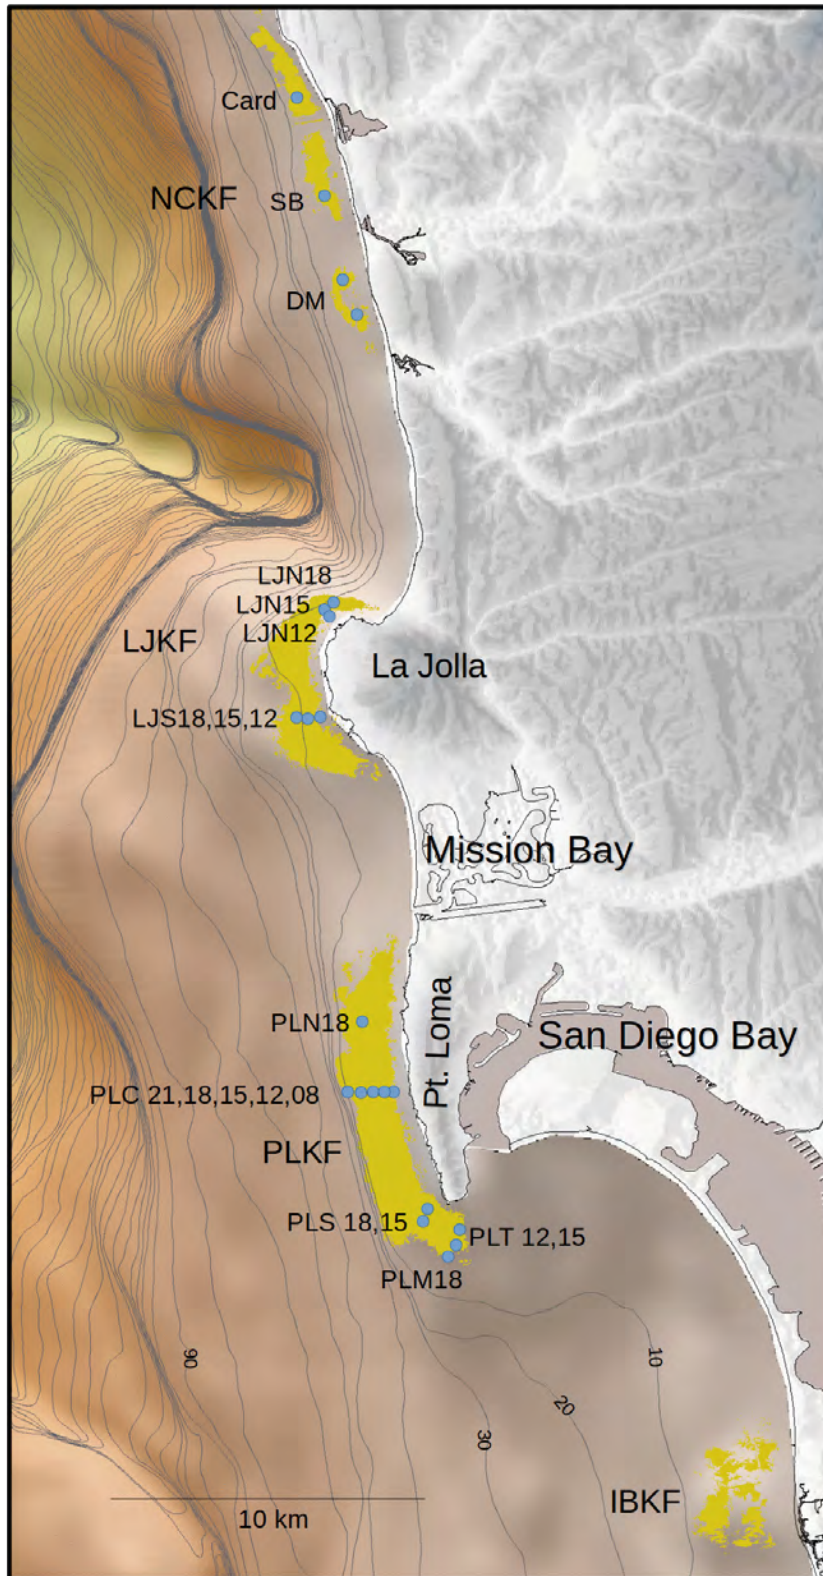 Card
NCKF
SB
DM
LJN18
LJN15
LJN12
LJKF
La Jolla
LJS18,15,12
Mission Bay
Pt. Loma
PLN18
San Diego Bay
PLC 21,18,15,12,08
PLKF
PLS 18,15
PLT 12,15
PLM18
90
10
20
30
IBKF
10 km